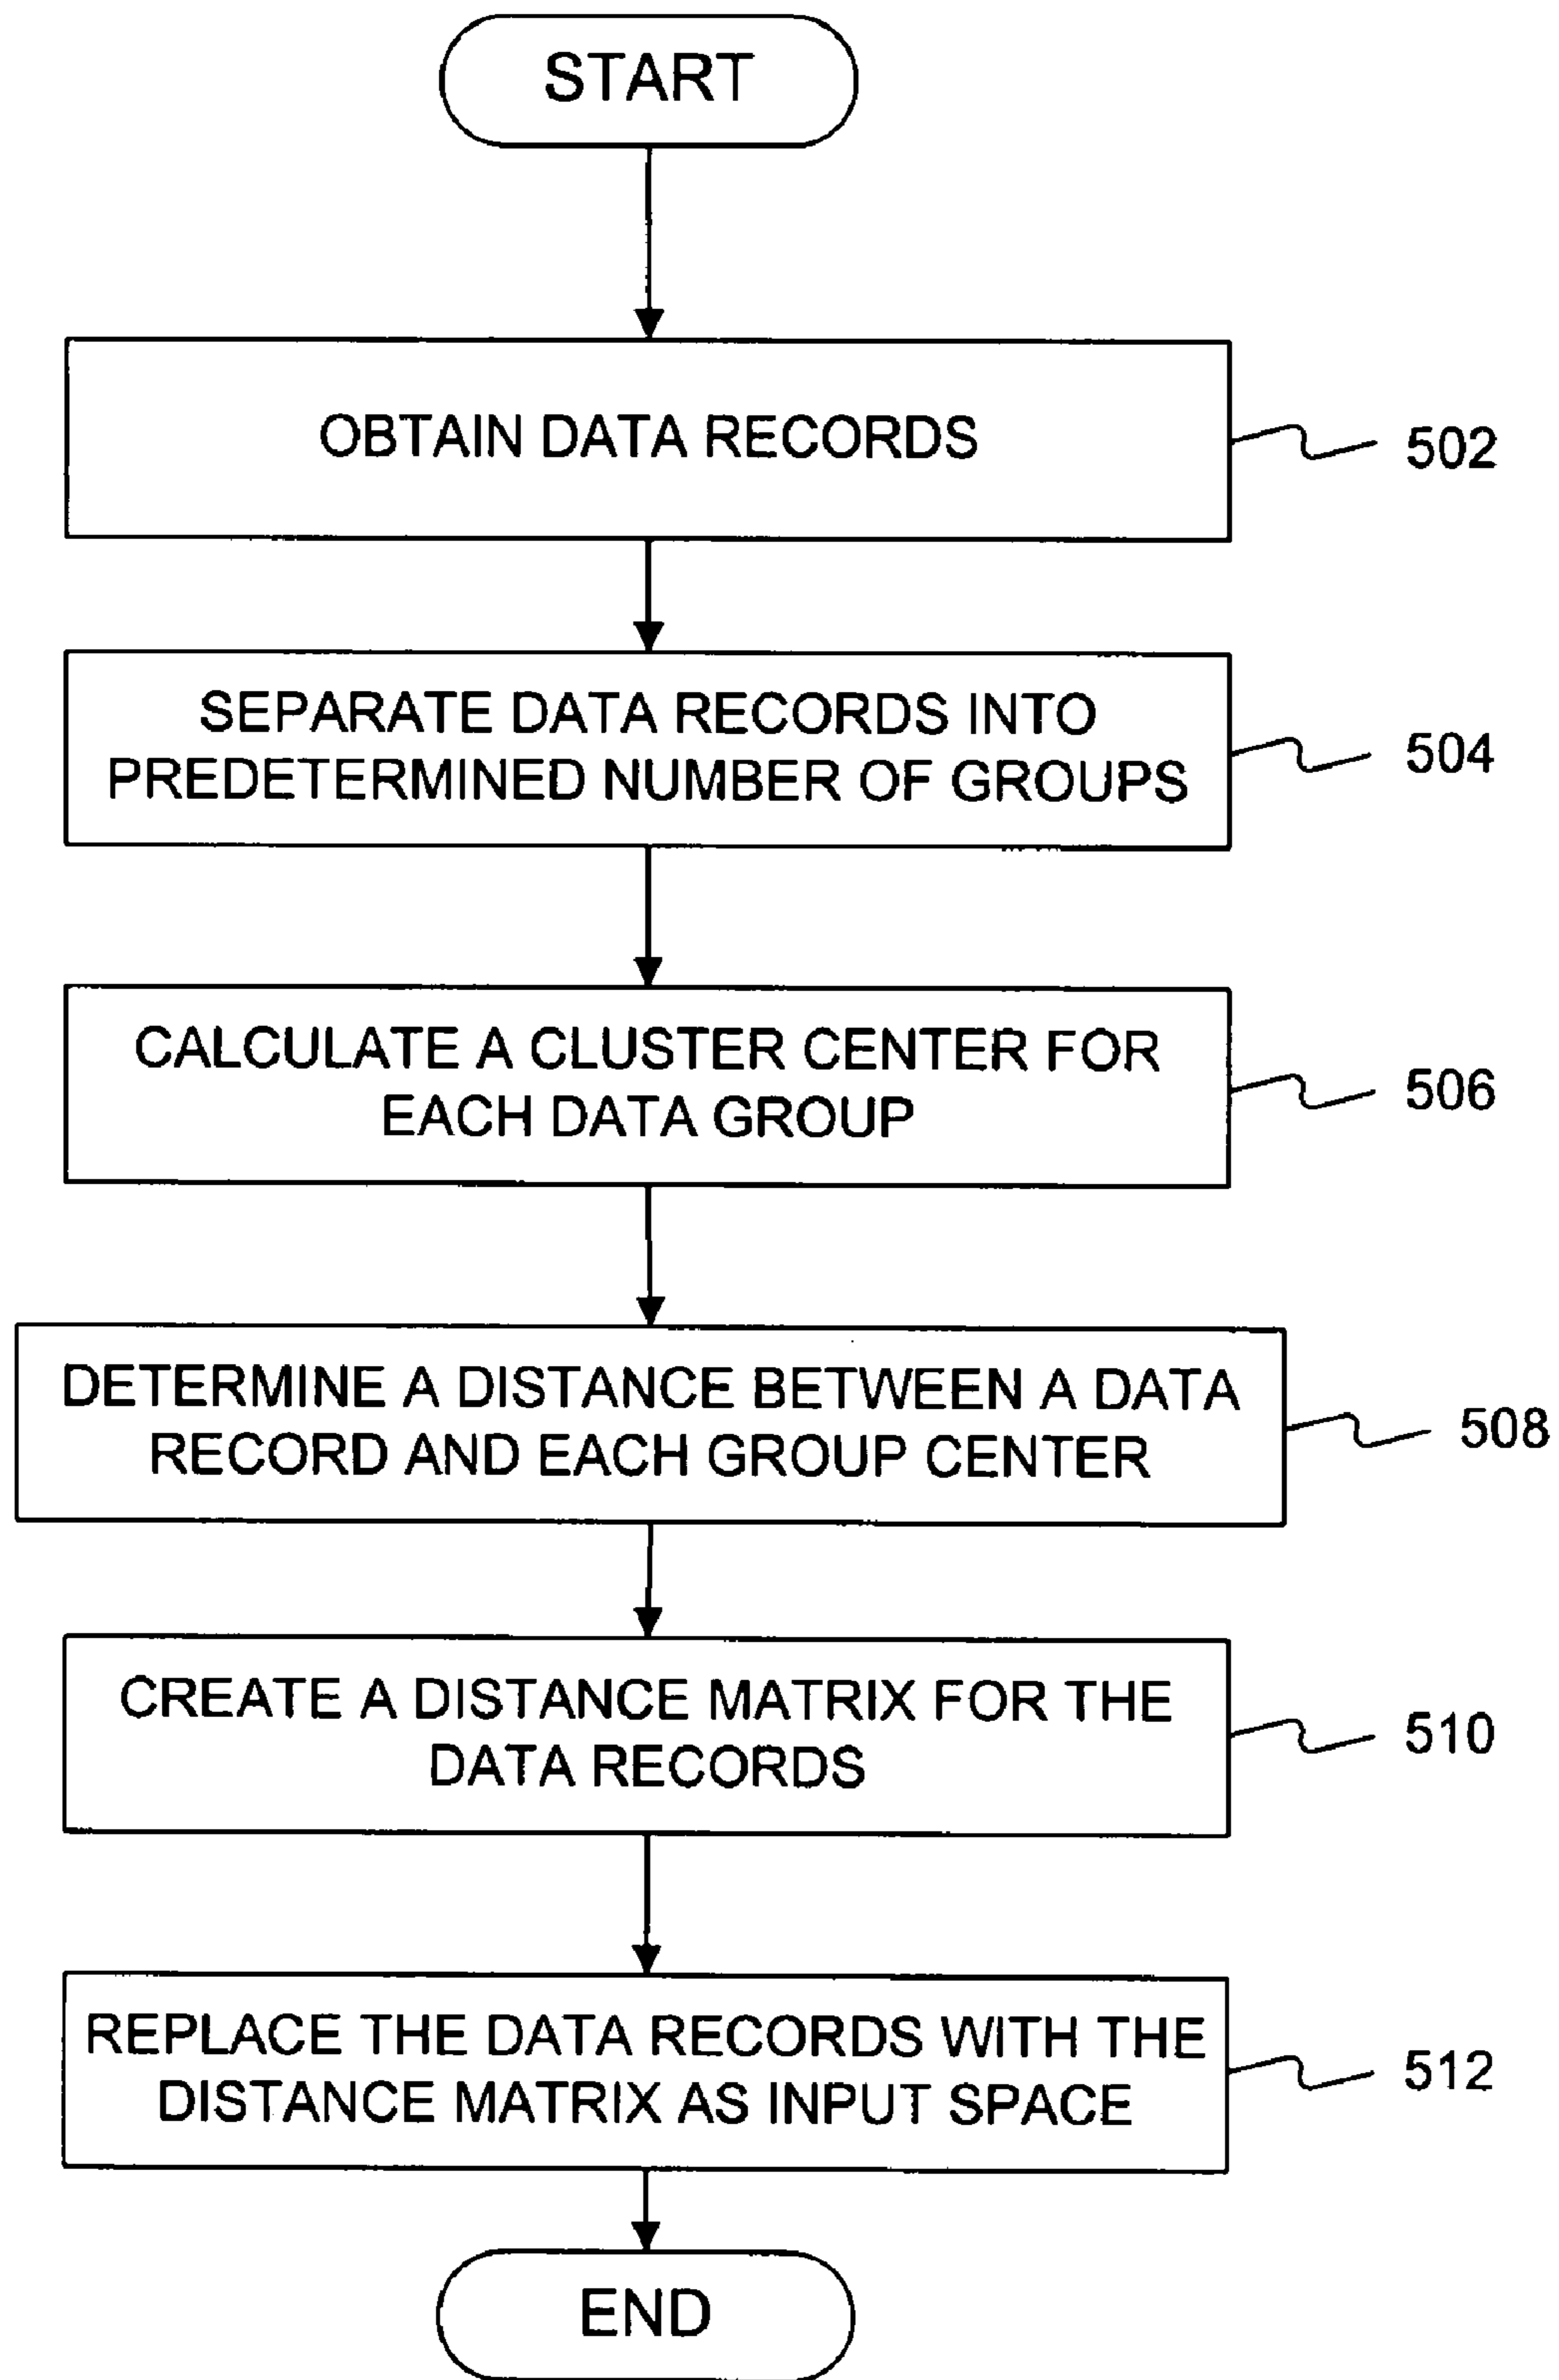 START
OBTAIN DATA RECORDS
502
SEPARATE DATA RECORDS INTO
PREDETERMINED NUMBER OF GROUPS
504
CALCULATE A CLUSTER CENTER FOR
EACH DATA GROUP
506
DETERMINE A DISTANCE BETWEEN A DATA
RECORD AND EACH GROUP CENTER
508
CREATE A DISTANCE MATRIX FOR THE
DATA RECORDS
510
REPLACE THE DATA RECORDS WITH THE
DISTANCE MATRIX AS INPUT SPACE
512
END